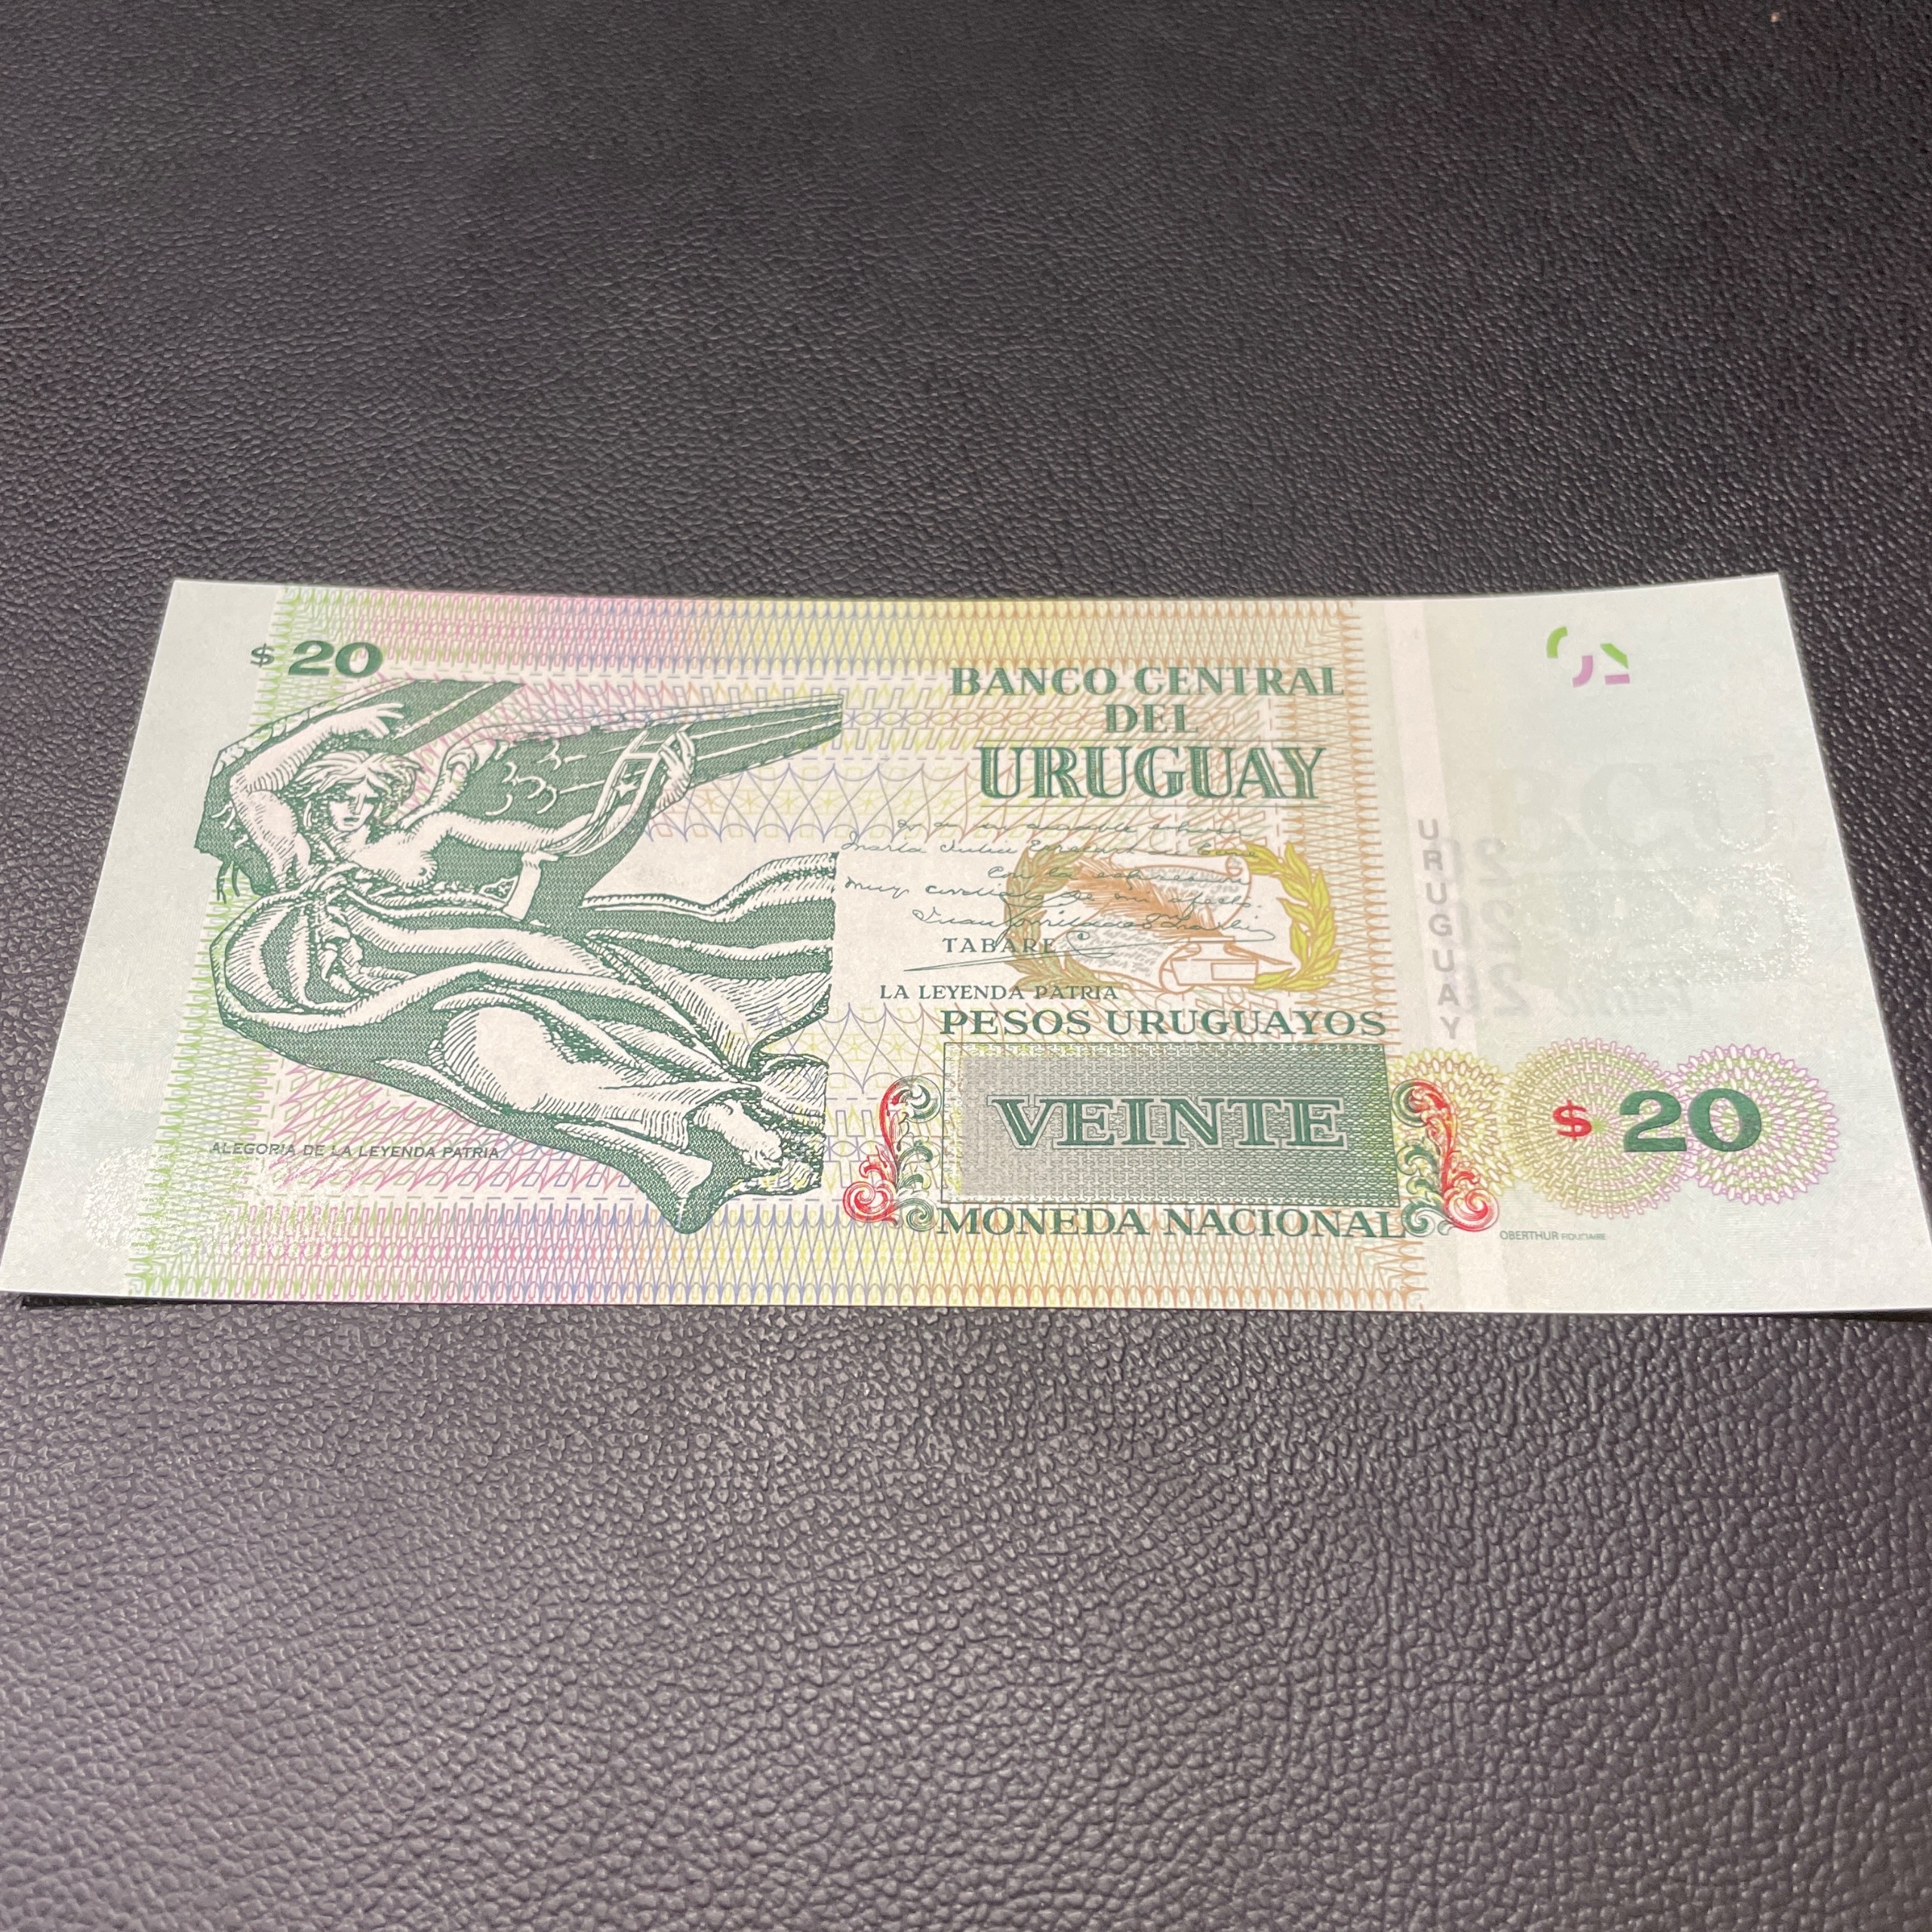 $ 20
BANCO CENTRAL
DEL
URUGUAY
TABARE
LA LEYENDA PATRIA
PESOS URUGUAYOS
VEINTE
MONEDA NACIONAL
ALEGORIA DE LA LEYENDA PATRIA
URUGUAY
$ 20
OBERTHUR FIDUCIAIRE